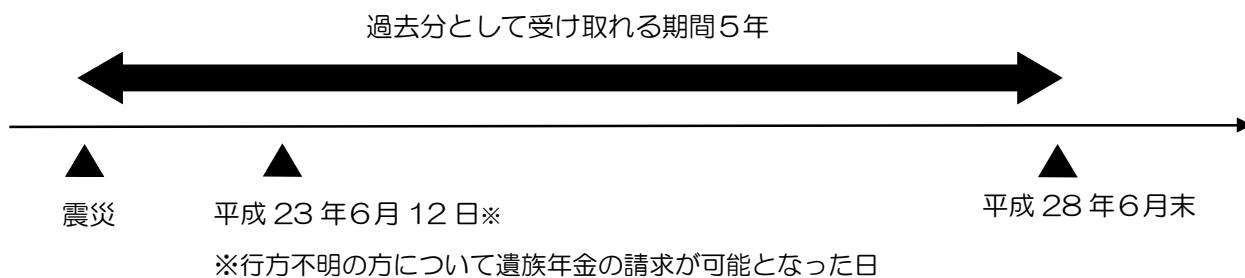 過去分として受け取れる期間５年
震災
平成 23 年６月 12 日※
平成 28 年６月末
※行方不明の方について遺族年金の請求が可能となった日